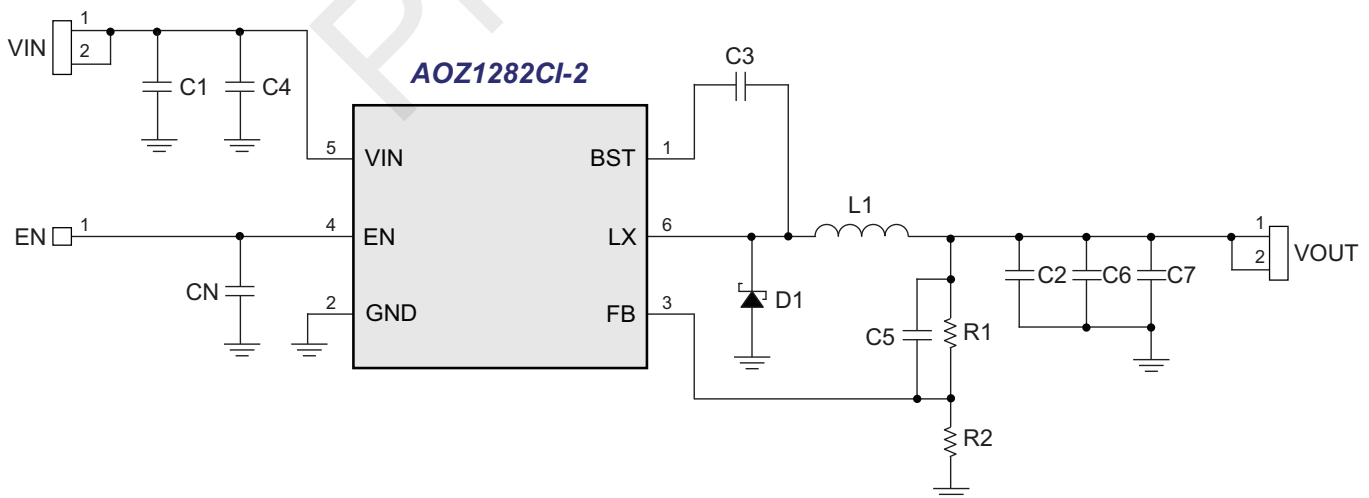 VIN
1
2
C1
C4
AOZ1282CI-2
C3
5
VIN
BST
1
EN
1
4
EN
LX
6
L1
1
2
VOUT
CN
2
GND
FB
3
D1
C5
R1
C2
C6
C7
R2